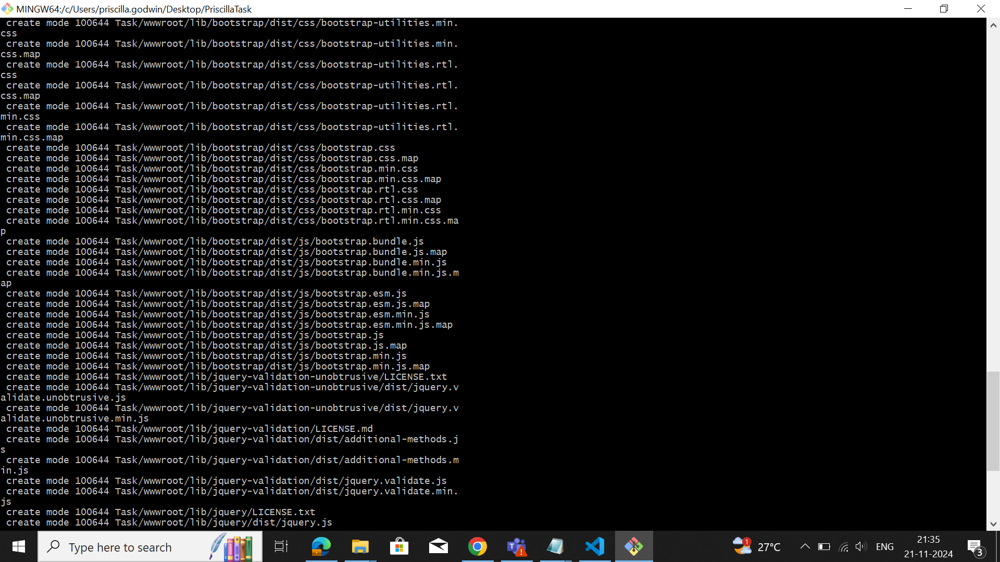 MINGW64:/c/Users/priscilla.godwin/Desktop/PriscillaTask
create mode 100644 Task/wwwroot/lib/bootstrap/dist/css/bootstrap-utilities.min.
css
create mode 100644 Task/wwwroot/lib/bootstrap/dist/css/bootstrap-utilities.min.
css.map
create mode 100644 Task/wwwroot/lib/bootstrap/dist/css/bootstrap-utilities.rtl.
css
create mode 100644 Task/wwwroot/lib/bootstrap/dist/css/bootstrap-utilities.rtl.
css.map
create mode 100644 Task/wwwroot/lib/bootstrap/dist/css/bootstrap-utilities.rtl.
min.css
create mode 100644 Task/wwwroot/lib/bootstrap/dist/css/bootstrap-utilities.rtl.
min.css.map
create mode 100644 Task/wwwroot/lib/bootstrap/dist/css/bootstrap.css
create mode 100644 Task/wwwroot/lib/bootstrap/dist/css/bootstrap.css.map
create mode 100644 Task/wwwroot/lib/bootstrap/dist/css/bootstrap.min.css
create mode 100644 Task/wwwroot/lib/bootstrap/dist/css/bootstrap.min.css.map
create mode 100644 Task/wwwroot/lib/bootstrap/dist/css/bootstrap.rtl.css
create mode 100644 Task/wwwroot/lib/bootstrap/dist/css/bootstrap.rtl.css.map
create mode 100644 Task/wwwroot/lib/bootstrap/dist/css/bootstrap.rtl.min.css
create mode 100644 Task/wwwroot/lib/bootstrap/dist/css/bootstrap.rtl.min.css.ma
p
create mode 100644 Task/wwwroot/lib/bootstrap/dist/js/bootstrap.bundle.js
create mode 100644 Task/wwwroot/lib/bootstrap/dist/js/bootstrap.bundle.js.map
create mode 100644 Task/wwwroot/lib/bootstrap/dist/js/bootstrap.bundle.min.js
create mode 100644 Task/wwwroot/lib/bootstrap/dist/js/bootstrap.bundle.min.js.m
ap
create mode 100644 Task/wwwroot/lib/bootstrap/dist/js/bootstrap.esm.js
create mode 100644 Task/wwwroot/lib/bootstrap/dist/js/bootstrap.esm.js.map
create mode 100644 Task/wwwroot/lib/bootstrap/dist/js/bootstrap.esm.min.js
create mode 100644 Task/wwwroot/lib/bootstrap/dist/js/bootstrap.esm.min.js.map
create mode 100644 Task/wwwroot/lib/bootstrap/dist/js/bootstrap.js
create mode 100644 Task/wwwroot/lib/bootstrap/dist/js/bootstrap.js.map
create mode 100644 Task/wwwroot/lib/bootstrap/dist/js/bootstrap.min.js
create mode 100644 Task/wwwroot/lib/bootstrap/dist/js/bootstrap.min.js.map
create mode 100644 Task/wwwroot/lib/jquery-validation-unobtrusive/LICENSE.txt
create mode 100644 Task/wwwroot/lib/jquery-validation-unobtrusive/dist/jquery.v
alidate.unobtrusive.js
create mode 100644 Task/wwwroot/lib/jquery-validation-unobtrusive/dist/jquery.v
alidate.unobtrusive.min.js
create mode 100644 Task/wwwroot/lib/jquery-validation/LICENSE.md
create mode 100644 Task/wwwroot/lib/jquery-validation/dist/additional-methods.j
s
create mode 100644 Task/wwwroot/lib/jquery-validation/dist/additional-methods.m
in.js
create mode 100644 Task/wwwroot/lib/jquery-validation/dist/jquery.validate.js
create mode 100644 Task/wwwroot/lib/jquery-validation/dist/jquery.validate.min.
js
create mode 100644 Task/wwwroot/lib/jquery/LICENSE.txt
create mode 100644 Task/wwwroot/lib/jquery/dist/jquery.js
Type here to search
1
27°C
ENG
21:35
21-11-2024
3